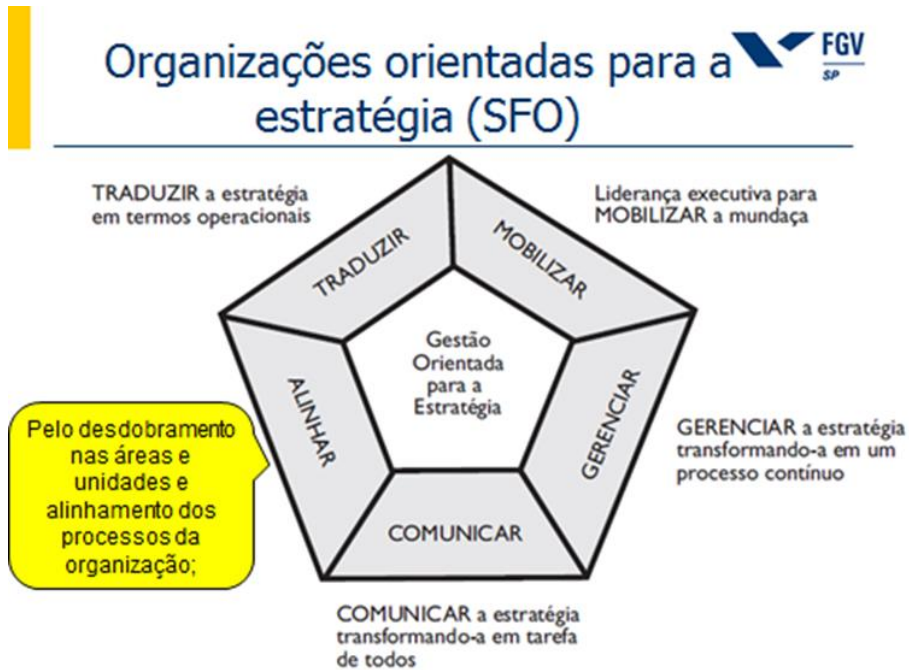 Organizações orientadas para a
estratégia (SFO)
FGV
SP
TRADUZIR a estratégia
em termos operacionais
Liderança executiva para
MOBILIZAR a mundaça
TRADUZIR
MOBILIZAR
Gestão
Orientada
para a
Estratégia
ALINHAR
GERENCIAR
Pelo desdobramento
nas áreas e
unidades e
alinhamento dos
processos da
organização;
GERENCIAR a estratégia
transformando-a em um
processo contínuo
COMUNICAR
COMUNICAR a estratégia
transformando-a em tarefa
de todos